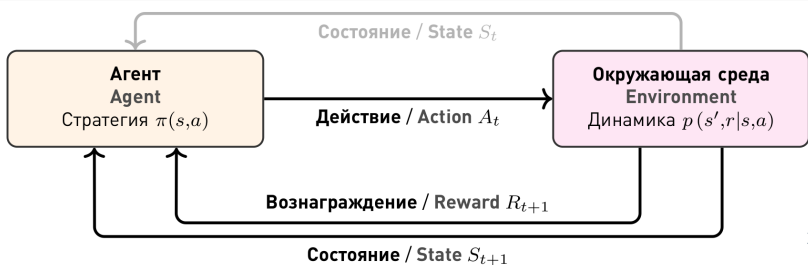 Состояние / State S_t
Агент
Agent
Стратегия π(s,a)
Окружающая среда
Environment
Динамика p (s′,r|s,a)
Действие / Action A_t
Вознаграждение / Reward R_{t+1}
Состояние / State S_{t+1}